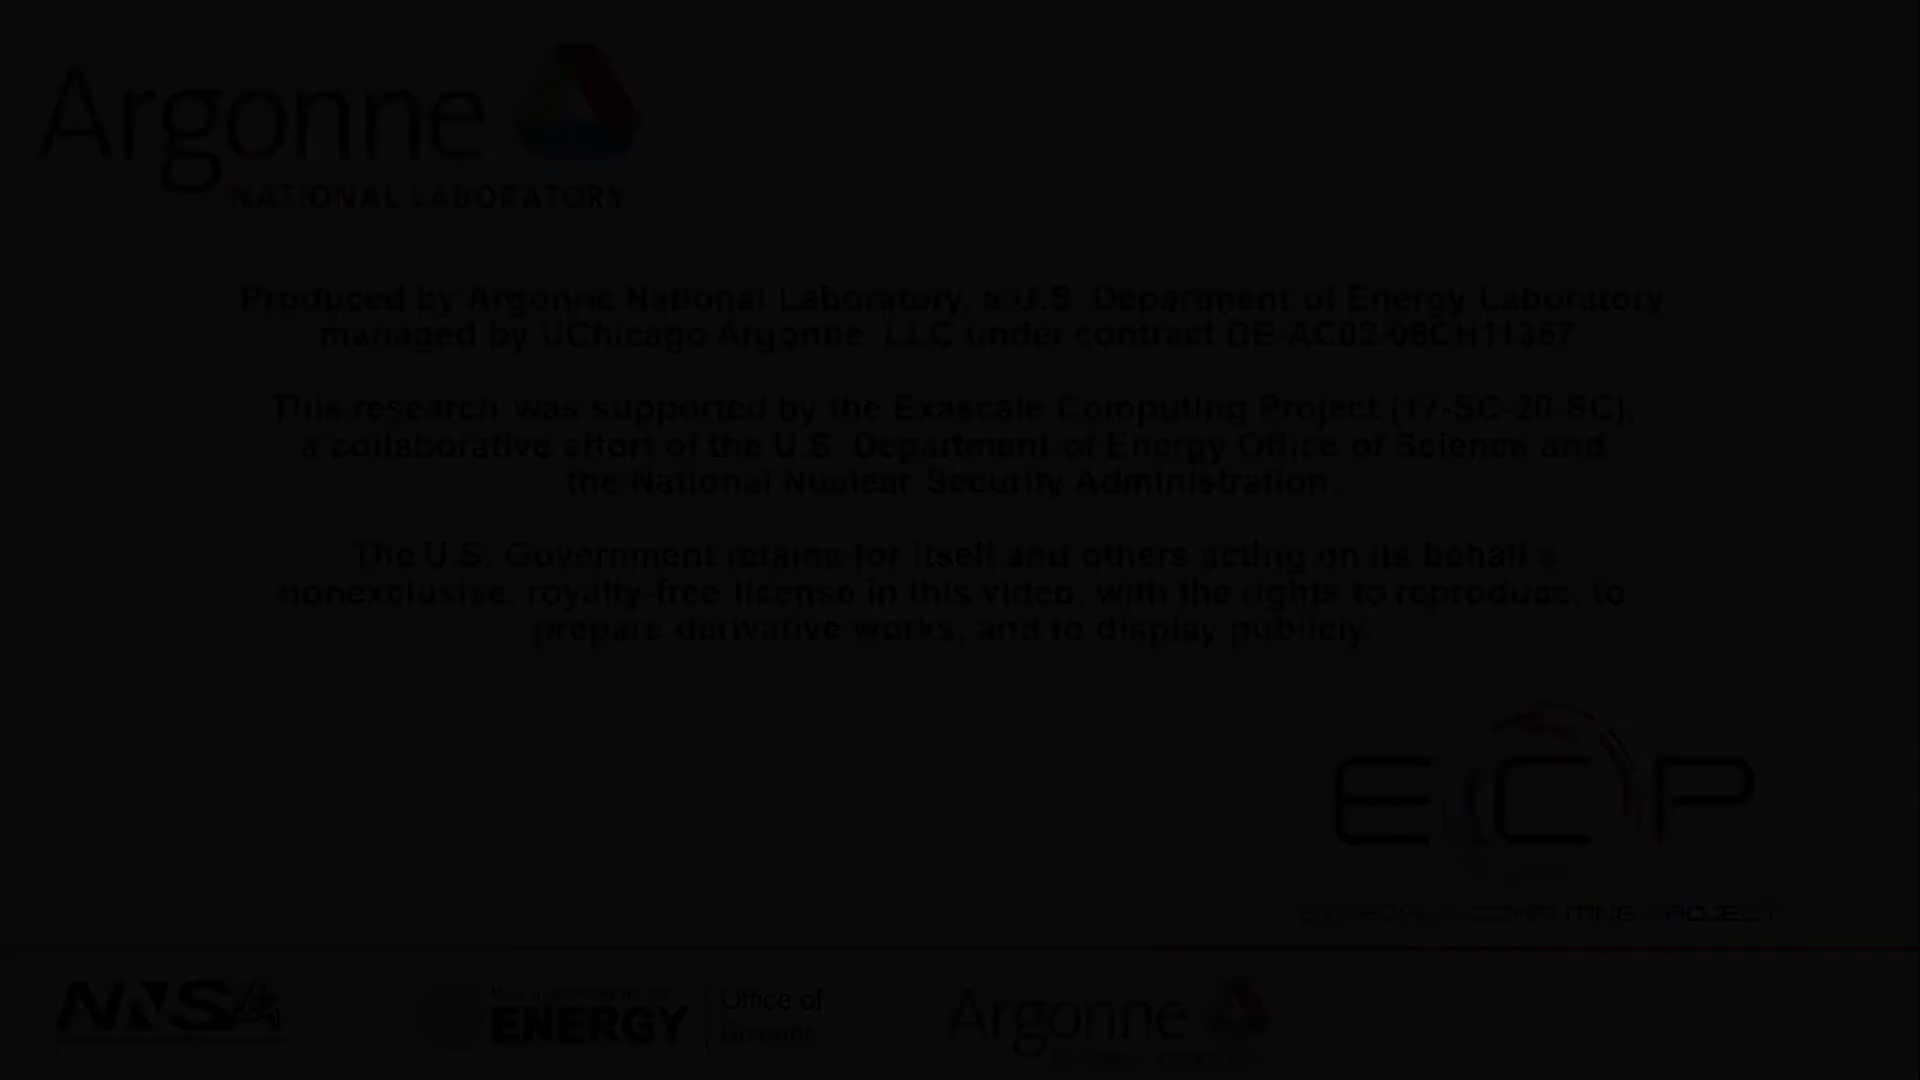 Argonne
NATIONAL LABORATORY
Produced by Argonne National Laboratory, a U.S. Department of Energy Laboratory
managed by UChicago Argonne, LLC under contract DE-AC02-06CH11357
This research was supported by the Exascale Computing Project (17-SC-20-SC),
a collaborative effort of the U.S. Department of Energy Office of Science and
the National Nuclear Security Administration.
The U.S. Government retains for itself and others acting on its behalf a
nonexclusive, royalty-free license in this video, with the rights to reproduce, to
prepare derivative works, and to display publicly.
ECP
EXASCALE COMPUTING PROJECT
NNSA
ENERGY
Office of
Science
Argonne